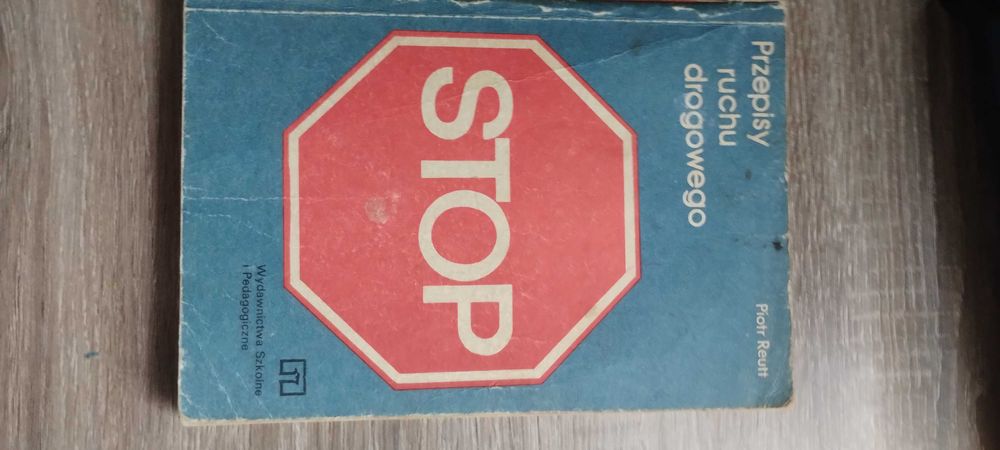 Piotr Reutt
Przepisy
ruchu
drogowego
STOP
Wydawnictwa Szkolne
i Pedagogiczne